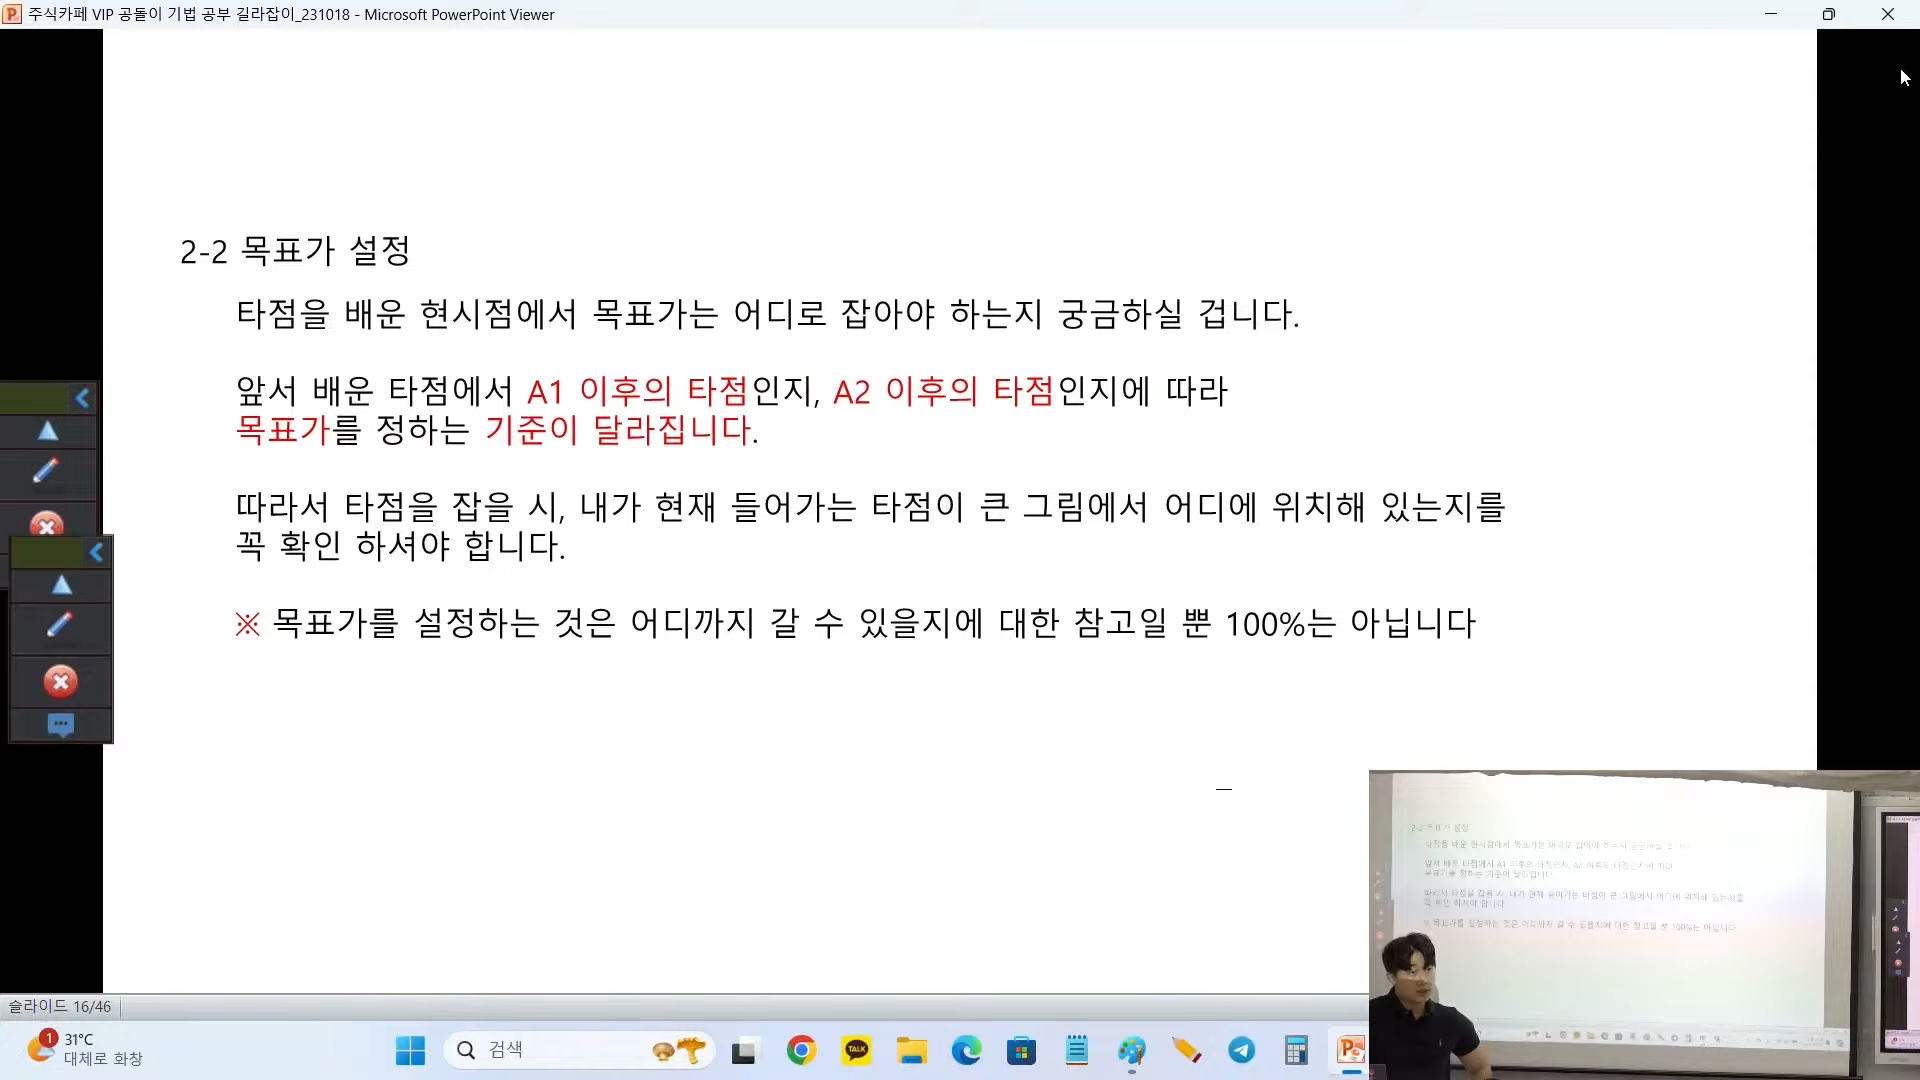 주식카페 VIP 공돌이 기법 공부 길라잡이_231018 - Microsoft PowerPoint Viewer
2-2 목표가 설정
타점을 배운 현시점에서 목표가는 어디로 잡아야 하는지 궁금하실 겁니다.
앞서 배운 타점에서 A1 이후의 타점인지, A2 이후의 타점인지에 따라
목표가를 정하는 기준이 달라집니다.
따라서 타점을 잡을 시, 내가 현재 들어가는 타점이 큰 그림에서 어디에 위치해 있는지를
꼭 확인 하셔야 합니다.
※ 목표가를 설정하는 것은 어디까지 갈 수 있을지에 대한 참고일 뿐 100%는 아닙니다
슬라이드 16/46
1
31°C
대체로 화창
검색
TALK